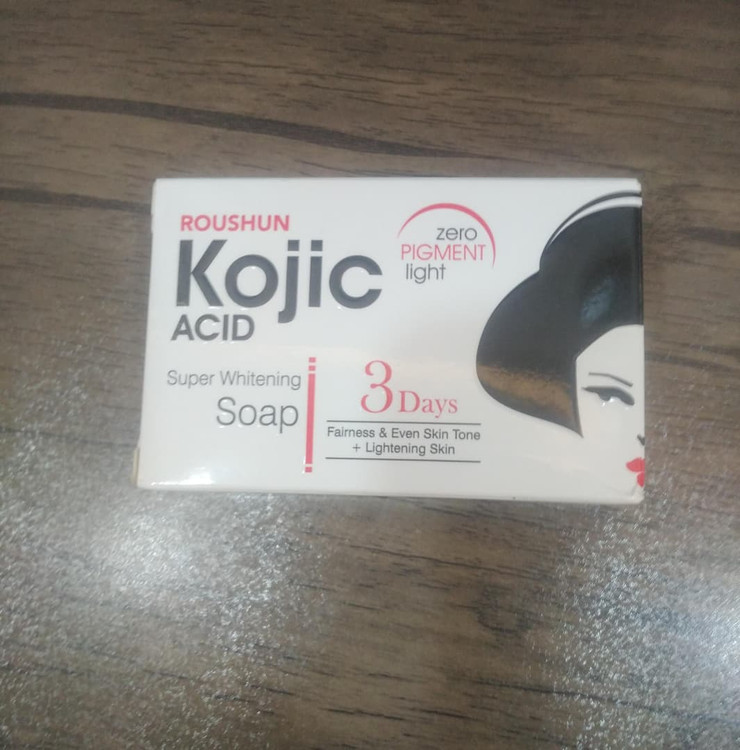 ROUSHUN
Kojic
ACID
zero
PIGMENT
light
Super Whitening
Soap
3 Days
Fairness & Even Skin Tone
+ Lightening Skin